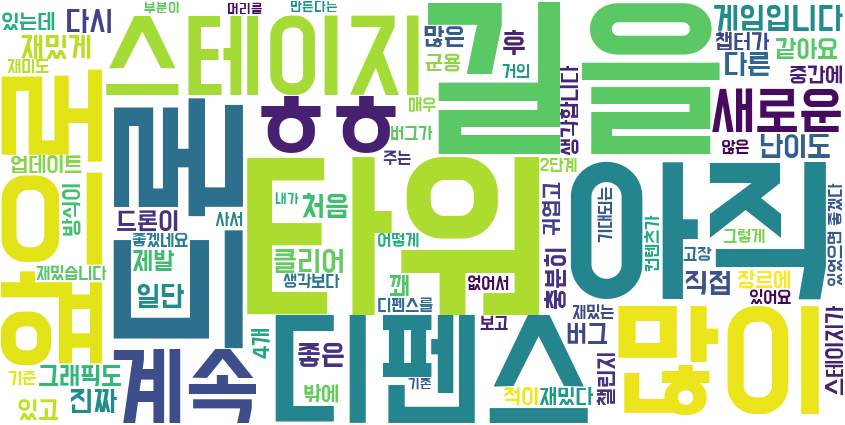 부분이
머리를
만든다는
있는데
다시
스테이지
길을
많은
후
게임입니다
재밌게
챕터가
같아요
재미도
군용
거의
다른
중간에
로
ㅎㅎ
매우
생각합니다
새로운
론
버그가
않은
난이도
업데이트
주는
2단계
타워
아직
방식이
드론이
사서
내가
처음
귀엽고
기대되는
그렇게
좋겠네요
어떻게
컨텐츠가
있었으면 좋겠다
제발
클리어
고장
재밌습니다
생각보다
꽤
없어서
충분히
직접
장르에
일단
디펜스를
있어요
4개
디펜스
보고
재밌는
많이
계속
좋은
버그
스테이지가
기준
그래픽도
밖에
기존
적이
재밌다
챌린지
있고
진짜